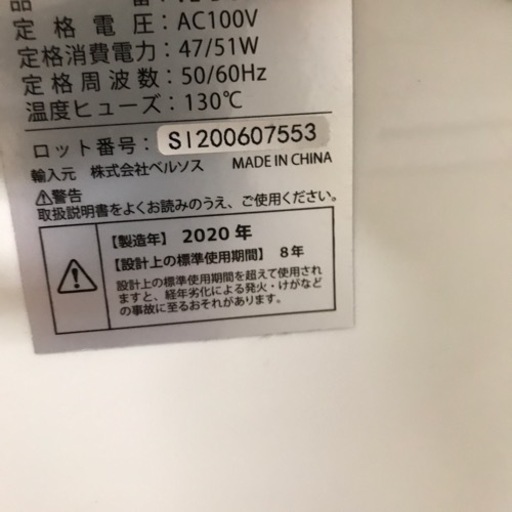 品
定格電圧:AC100V
定格消費電力:47/51W
定格周波数:50/60Hz
温度ヒューズ:130℃
ロット番号:SI200607553
輸入元 株式会社ベルソス MADE IN CHINA
⚠警告
取扱説明書をよくお読みのうえ、ご使用ください。
【製造年】 2020 年
【設計上の標準使用期間】 8 年
設計上の標準使用期間を超えて使用され
ますと、経年劣化による発火・けがなど
の事故に至るおそれがあります。